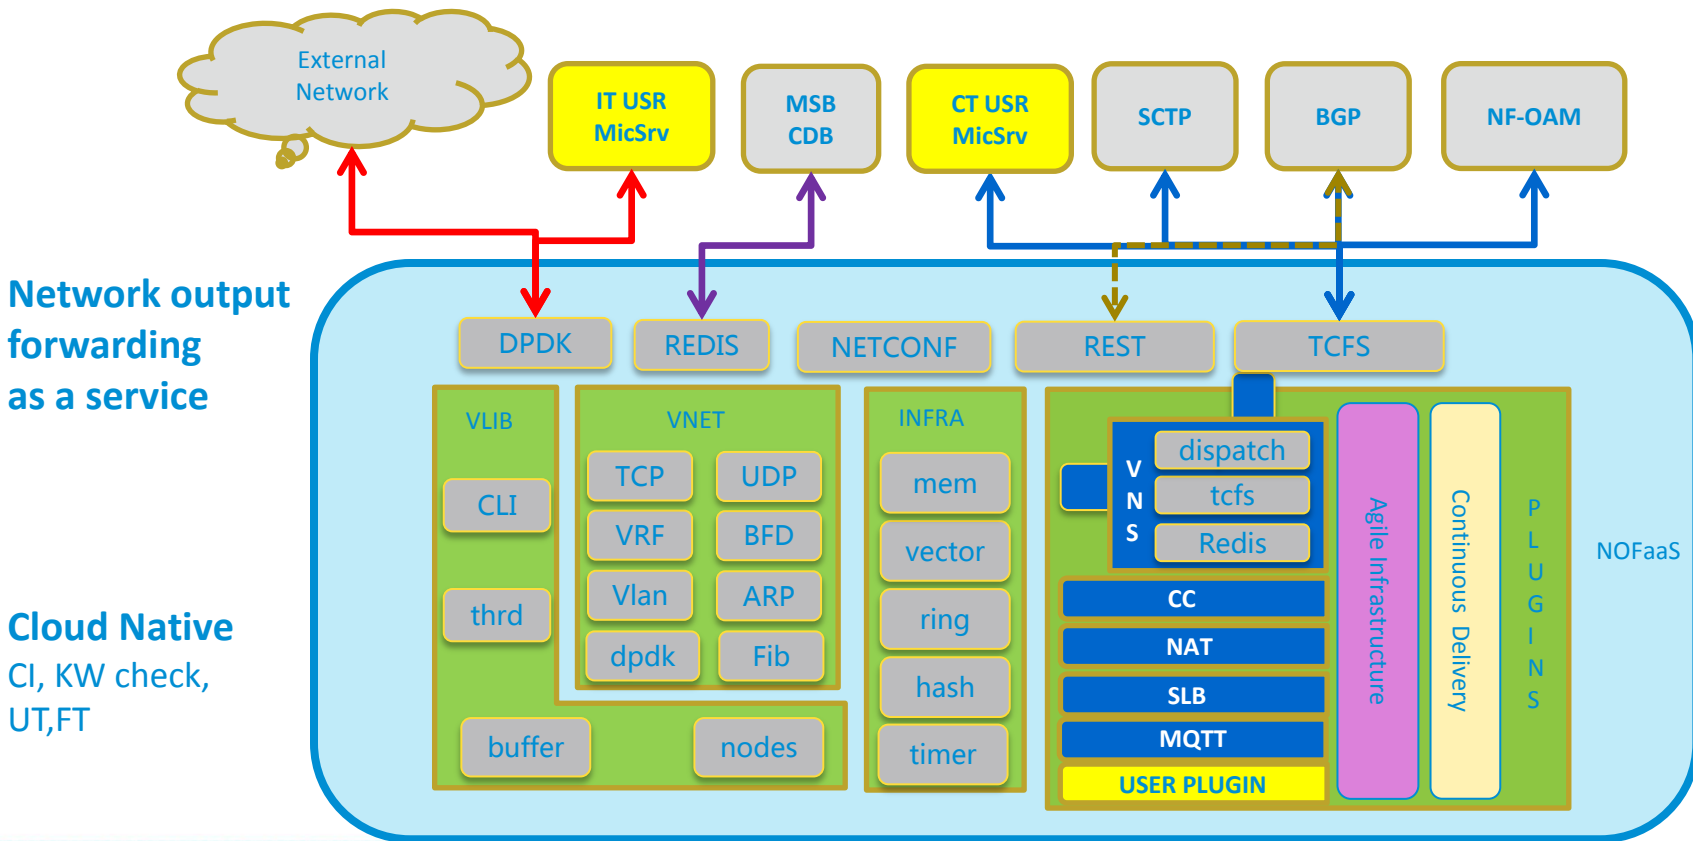 External
Network
IT USR
MicSrv
MSB
CDB
CT USR
MicSrv
SCTP
BGP
NF-OAM
Network output
forwarding
as a service
Cloud Native
CI, KW check,
UT,FT
DPDK
REDIS
NETCONF
REST
TCFS
VLIB
CLI
thrd
buffer
nodes
VNET
TCP
UDP
VRF
BFD
Vlan
ARP
dpdk
Fib
INFRA
mem
vector
ring
hash
timer
VNS
dispatch
tcfs
Redis
CC
NAT
SLB
MQTT
USER PLUGIN
Agile Infrastructure
Continuous Delivery
PLUGINS
NOFaaS